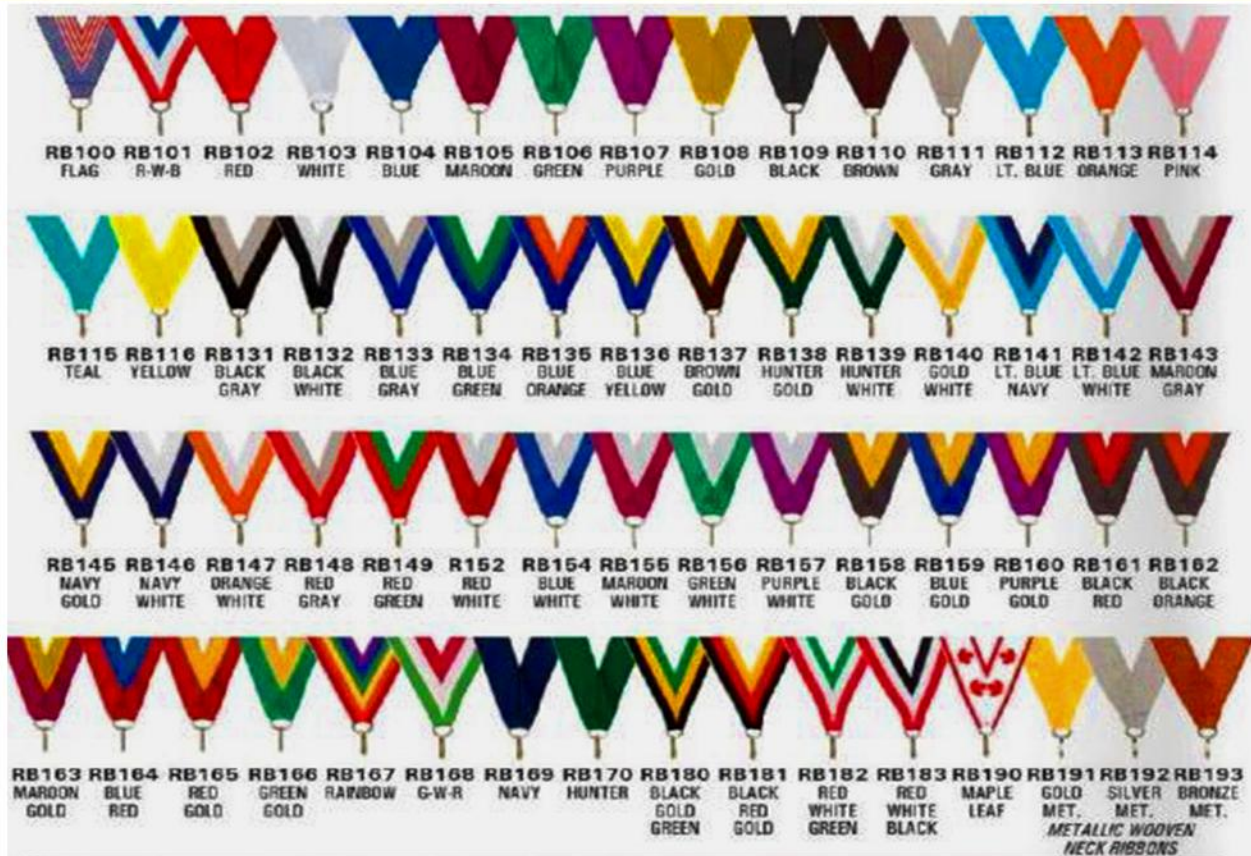 RB100 RB101 RB102 RB103 RB104 RB105 RB106 RB107 RB108 RB109 RB110 RB111 RB112 RB113 RB114
FLAG R-W-B RED WHITE BLUE MAROON GREEN PURPLE GOLD BLACK BROWN GRAY LT. BLUE ORANGE PINK
RB115 RB116 RB131 RB132 RB133 RB134 RB135 RB136 RB137 RB138 RB139 RB140 RB141 RB142 RB143
TEAL YELLOW BLACK BLACK BLUE BLUE BLUE BLUE BROWN HUNTER HUNTER GOLD LT. BLUE LT. BLUE MAROON
GRAY WHITE GRAY GREEN ORANGE YELLOW GOLD GOLD WHITE WHITE NAVY WHITE GRAY
RB145 RB146 RB147 RB148 RB149 R152 RB154 RB155 RB156 RB157 RB158 RB159 RB160 RB161 RB162
NAVY NAVY ORANGE RED RED RED BLUE MAROON GREEN PURPLE BLACK BLUE PURPLE BLACK BLACK
GOLD WHITE WHITE GRAY GREEN WHITE WHITE WHITE WHITE WHITE GOLD GOLD GOLD RED ORANGE
RB163 RB164 RB165 RB166 RB167 RB168 RB169 RB170 RB180 RB181 RB182 RB183 RB190 RB191 RB192 RB193
MAROON BLUE RED GREEN RAINBOW G-W-R NAVY HUNTER BLACK BLACK RED RED MAPLE GOLD SILVER BRONZE
GOLD RED GOLD GOLD GOLD RED WHITE WHITE LEAF MET. MET. MET.
GREEN GOLD GREEN BLACK METALLIC WOOVEN
NECK RIBBONS